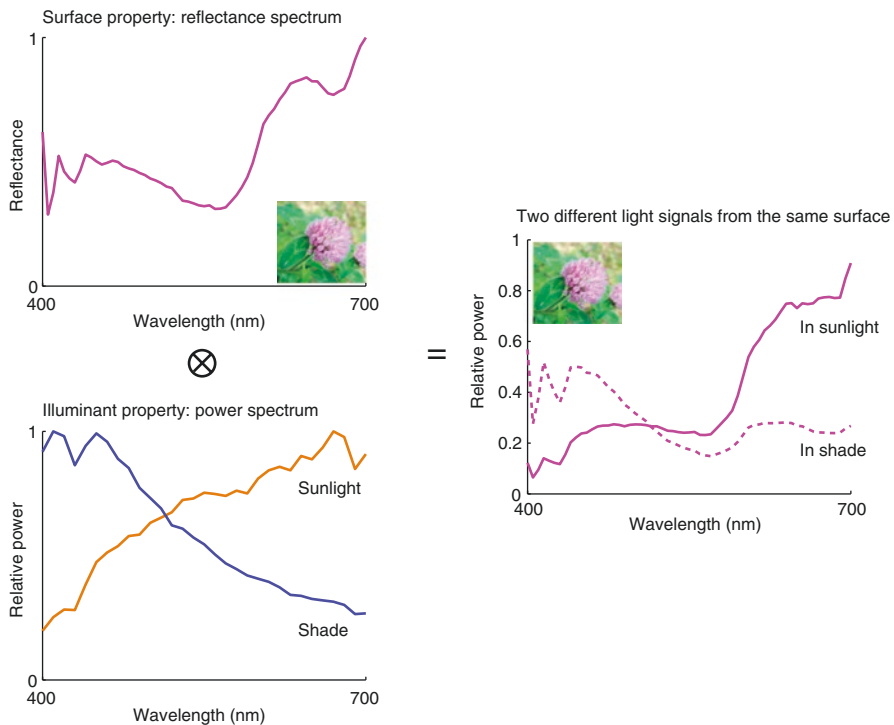 Surface property: reflectance spectrum
1
Reflectance
0
400
700
Wavelength (nm)
⊗
Illuminant property: power spectrum
1
Relative power
Sunlight
Shade
0
400
700
Wavelength (nm)
=
Two different light signals from the same surface
1
0.8
0.6
0.4
0.2
0
Relative power
In sunlight
In shade
400
700
Wavelength (nm)